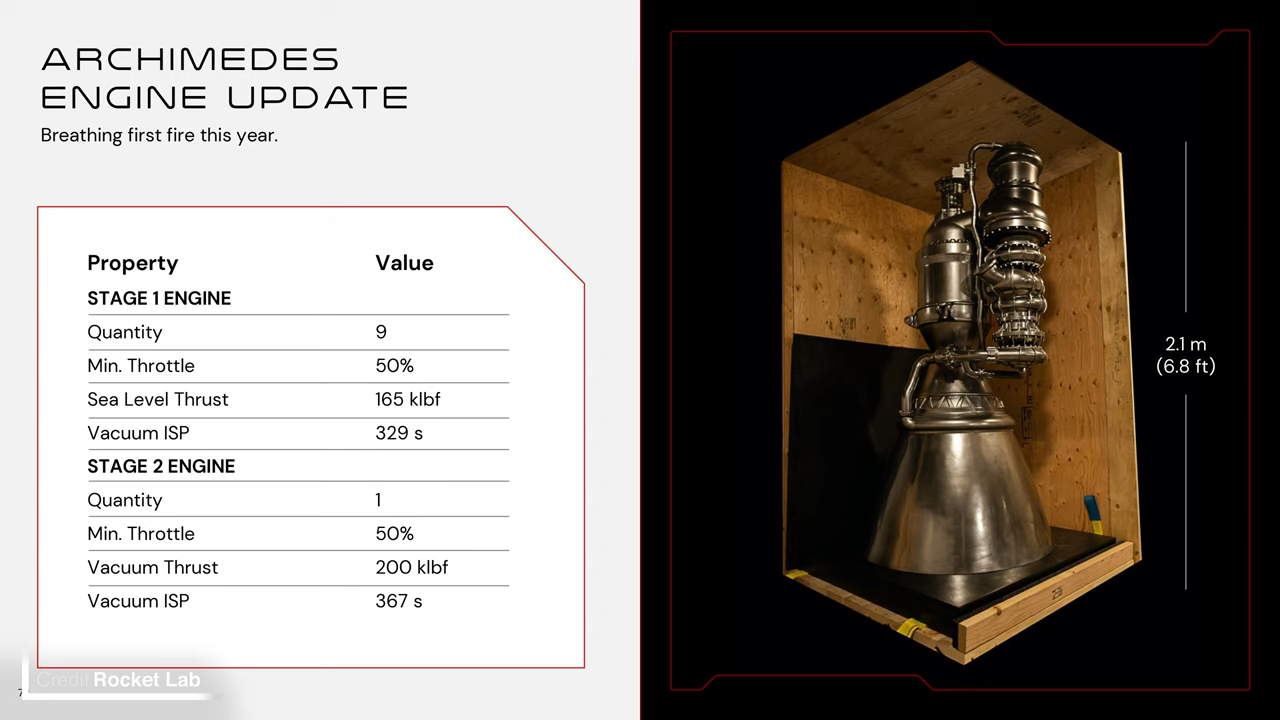 ARCHIMEDES
ENGINE UPDATE
Breathing first fire this year.
Property Value
STAGE 1 ENGINE
Quantity 9
Min. Throttle 50%
Sea Level Thrust 165 klbf
Vacuum ISP 329 s
STAGE 2 ENGINE
Quantity 1
Min. Throttle 50%
Vacuum Thrust 200 klbf
Vacuum ISP 367 s
Credit Rocket Lab
7
2.1 m
(6.8 ft)